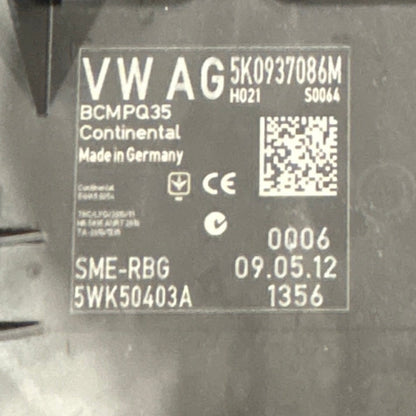 VW AG 5K0937086M
H021 S0064
BCMPQ35
Continental
Made in Germany
CE
Continental
0006
SME-RBG 09.05.12
5WK50403A 1356